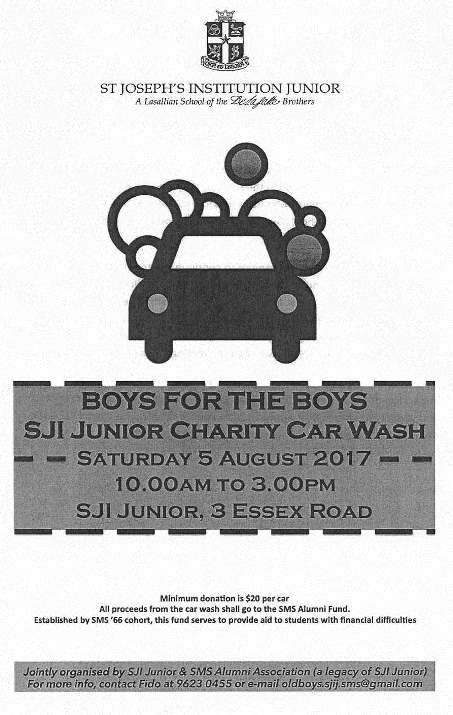 ST JOSEPH'S INSTITUTION JUNIOR
A Lasallian School of the De La Salle Brothers
BOYS FOR THE BOYS
SJI JUNIOR CHARITY CAR WASH
SATURDAY 5 AUGUST 2017
10.00AM TO 3.00PM
SJI JUNIOR, 3 ESSEX ROAD
Minimum donation is $20 per car
All proceeds from the car wash shall go to the SMS Alumni Fund.
Established by SMS '66 cohort, this fund serves to provide aid to students with financial difficulties
Jointly organised by SJI Junior & SMS Alumni Association (a legacy of SJI Junior)
For more info, contact Fido at 9623 0455 or e-mail oldboys.sjij.sms@gmail.com